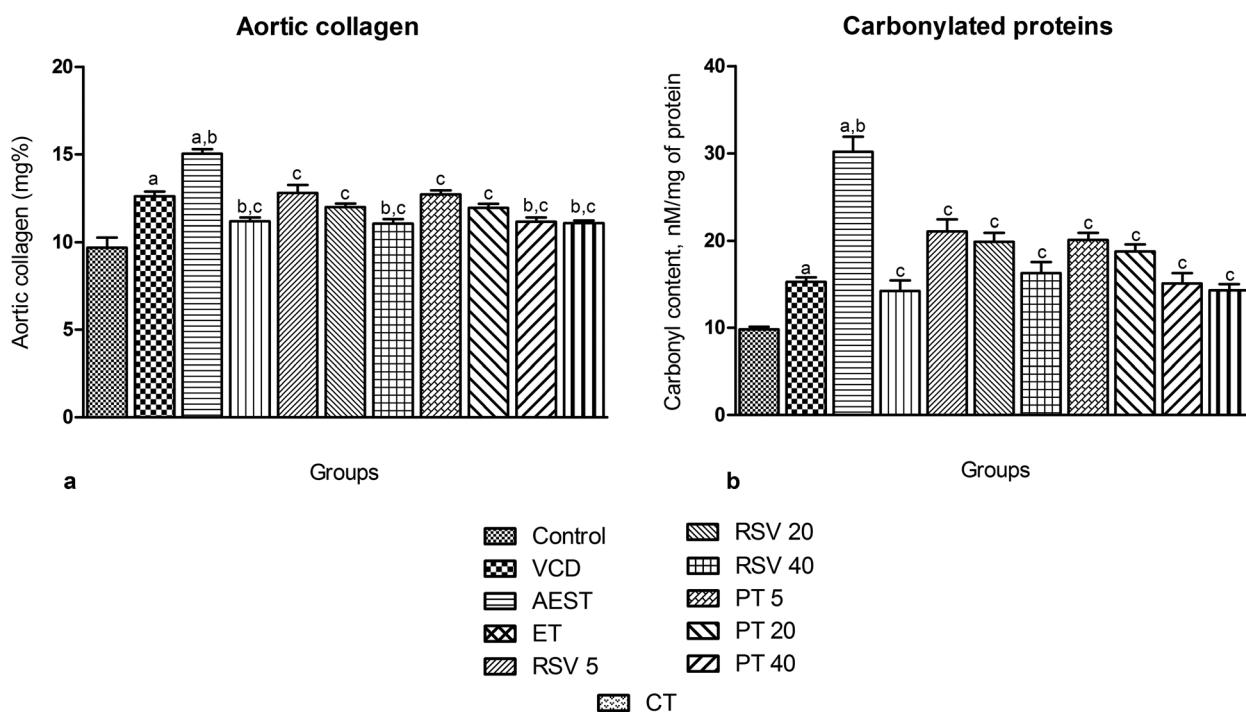 Aortic collagen
Aortic collagen (mg%)
20
15
10
5
0
a
a,b
b,c
c
c
b,c
c
c
b,c
b,c
Groups
a
Carbonylated proteins
Carbonyl content, nM/mg of protein
40
30
20
10
0
a
a,b
c
c
c
c
c
c
c
c
Groups
b
Control
VCD
AEST
ET
RSV 5
RSV 20
RSV 40
PT 5
PT 20
PT 40
CT